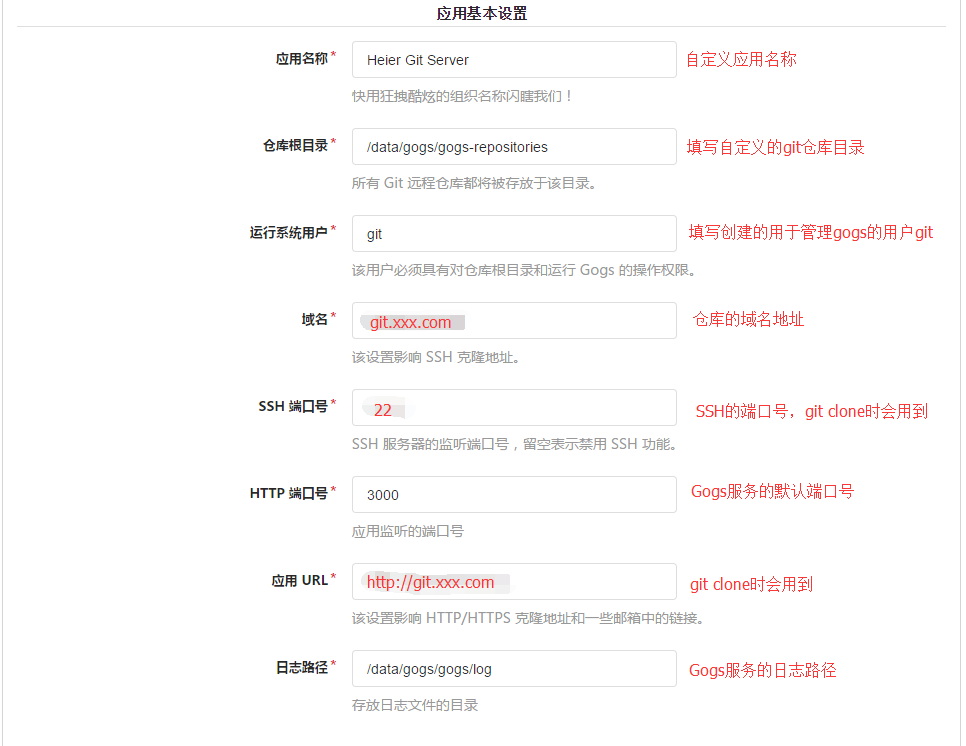 应用基本设置
应用名称* Heier Git Server 自定义应用名称
快用狂拽酷炫的组织名称闪瞎我们！
仓库根目录* /data/gogs/gogs-repositories 填写自定义的git仓库目录
所有 Git 远程仓库都将被存放于该目录。
运行系统用户* git 填写创建的用于管理gogs的用户git
该用户必须具有对仓库根目录和运行 Gogs 的操作权限。
域名* git.xxx.com 仓库的域名地址
该设置影响 SSH 克隆地址。
SSH 端口号* 22 SSH的端口号，git clone时会用到
SSH 服务器的监听端口号，留空表示禁用 SSH 功能。
HTTP 端口号* 3000 Gogs服务的默认端口号
应用监听的端口号
应用 URL* http://git.xxx.com git clone时会用到
该设置影响 HTTP/HTTPS 克隆地址和一些邮箱中的链接。
日志路径* /data/gogs/gogs/log Gogs服务的日志路径
存放日志文件的目录